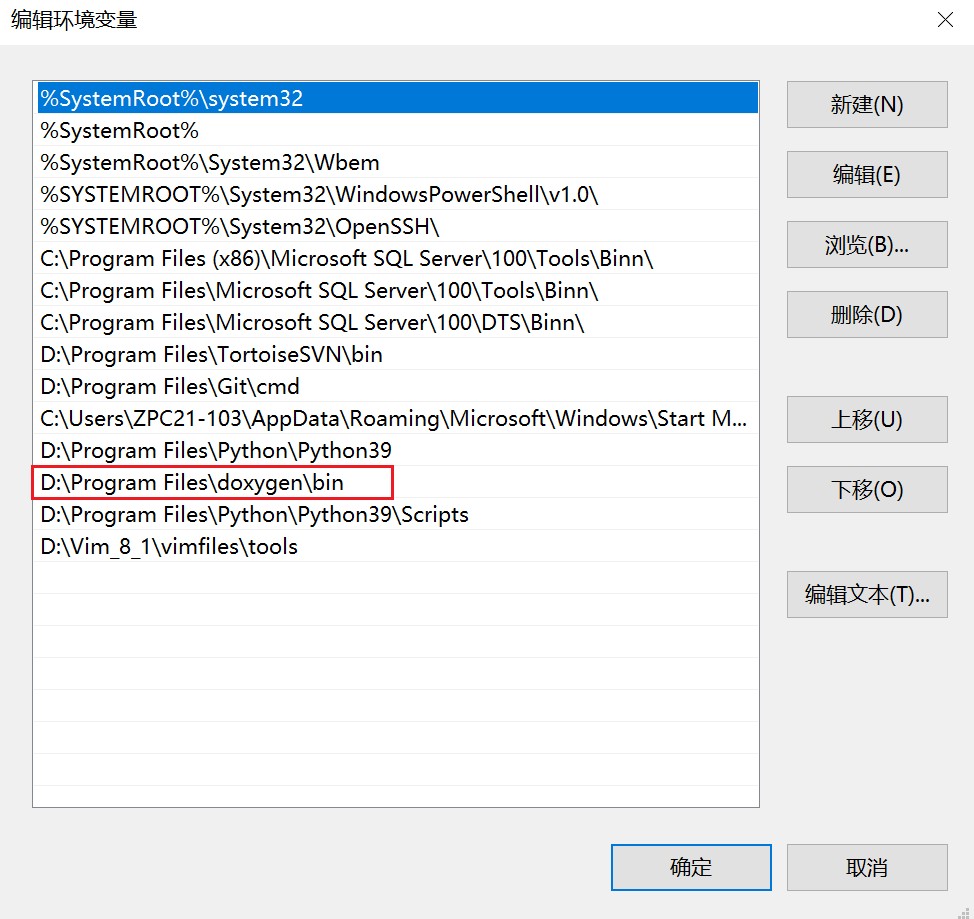 编辑环境变量
%SystemRoot%\system32
%SystemRoot%
%SystemRoot%\System32\Wbem
%SYSTEMROOT%\System32\WindowsPowerShell\v1.0\
%SYSTEMROOT%\System32\OpenSSH\
C:\Program Files (x86)\Microsoft SQL Server\100\Tools\Binn\
C:\Program Files\Microsoft SQL Server\100\Tools\Binn\
C:\Program Files\Microsoft SQL Server\100\DTS\Binn\
D:\Program Files\TortoiseSVN\bin
D:\Program Files\Git\cmd
C:\Users\ZPC21-103\AppData\Roaming\Microsoft\Windows\Start M...
D:\Program Files\Python\Python39
D:\Program Files\doxygen\bin
D:\Program Files\Python\Python39\Scripts
D:\Vim_8_1\vimfiles\tools
新建(N)
编辑(E)
浏览(B)...
删除(D)
上移(U)
下移(O)
编辑文本(T)...
确定
取消